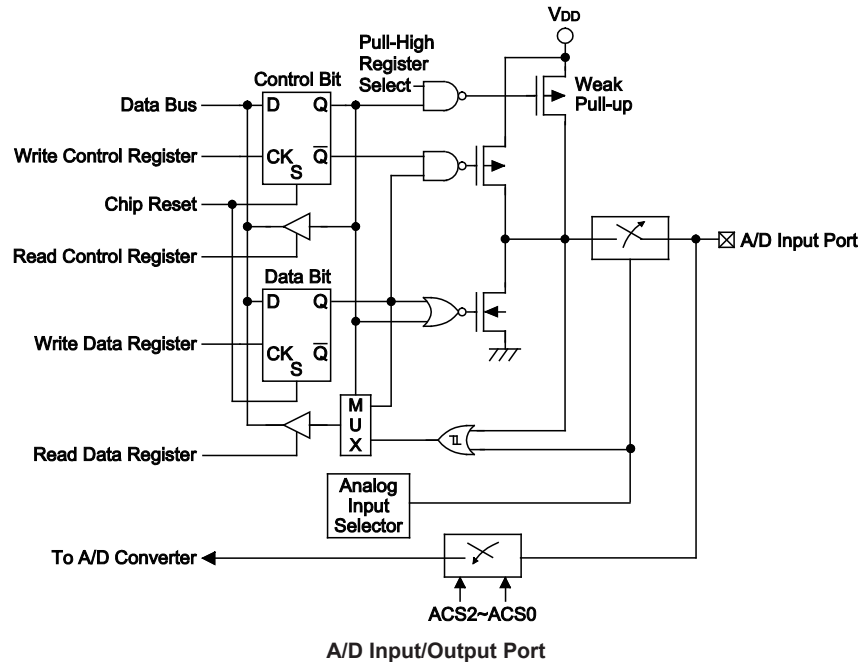 VDD
Pull-High
Register
Select
Control Bit
Weak
Pull-up
Data Bus
D
Q
Write Control Register
CK
Q̅
S
Chip Reset
Read Control Register
A/D Input Port
Data Bit
D
Q
Write Data Register
CK
Q̅
S
M
U
X
Read Data Register
Analog
Input
Selector
To A/D Converter
ACS2~ACS0
A/D Input/Output Port